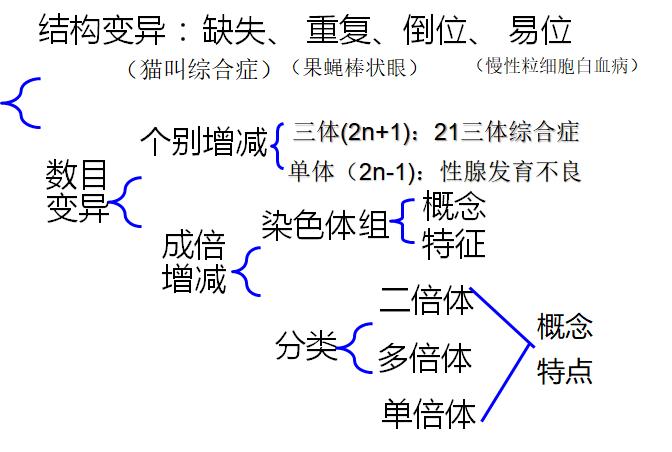 结构变异：缺失、重复、倒位、易位
（猫叫综合症）（果蝇棒状眼）（慢性粒细胞白血病）
个别增减
三体(2n+1)：21三体综合症
单体（2n-1)：性腺发育不良
数目
变异
成倍
增减
染色体组
概念
特征
分类
二倍体
多倍体
单倍体
概念
特点